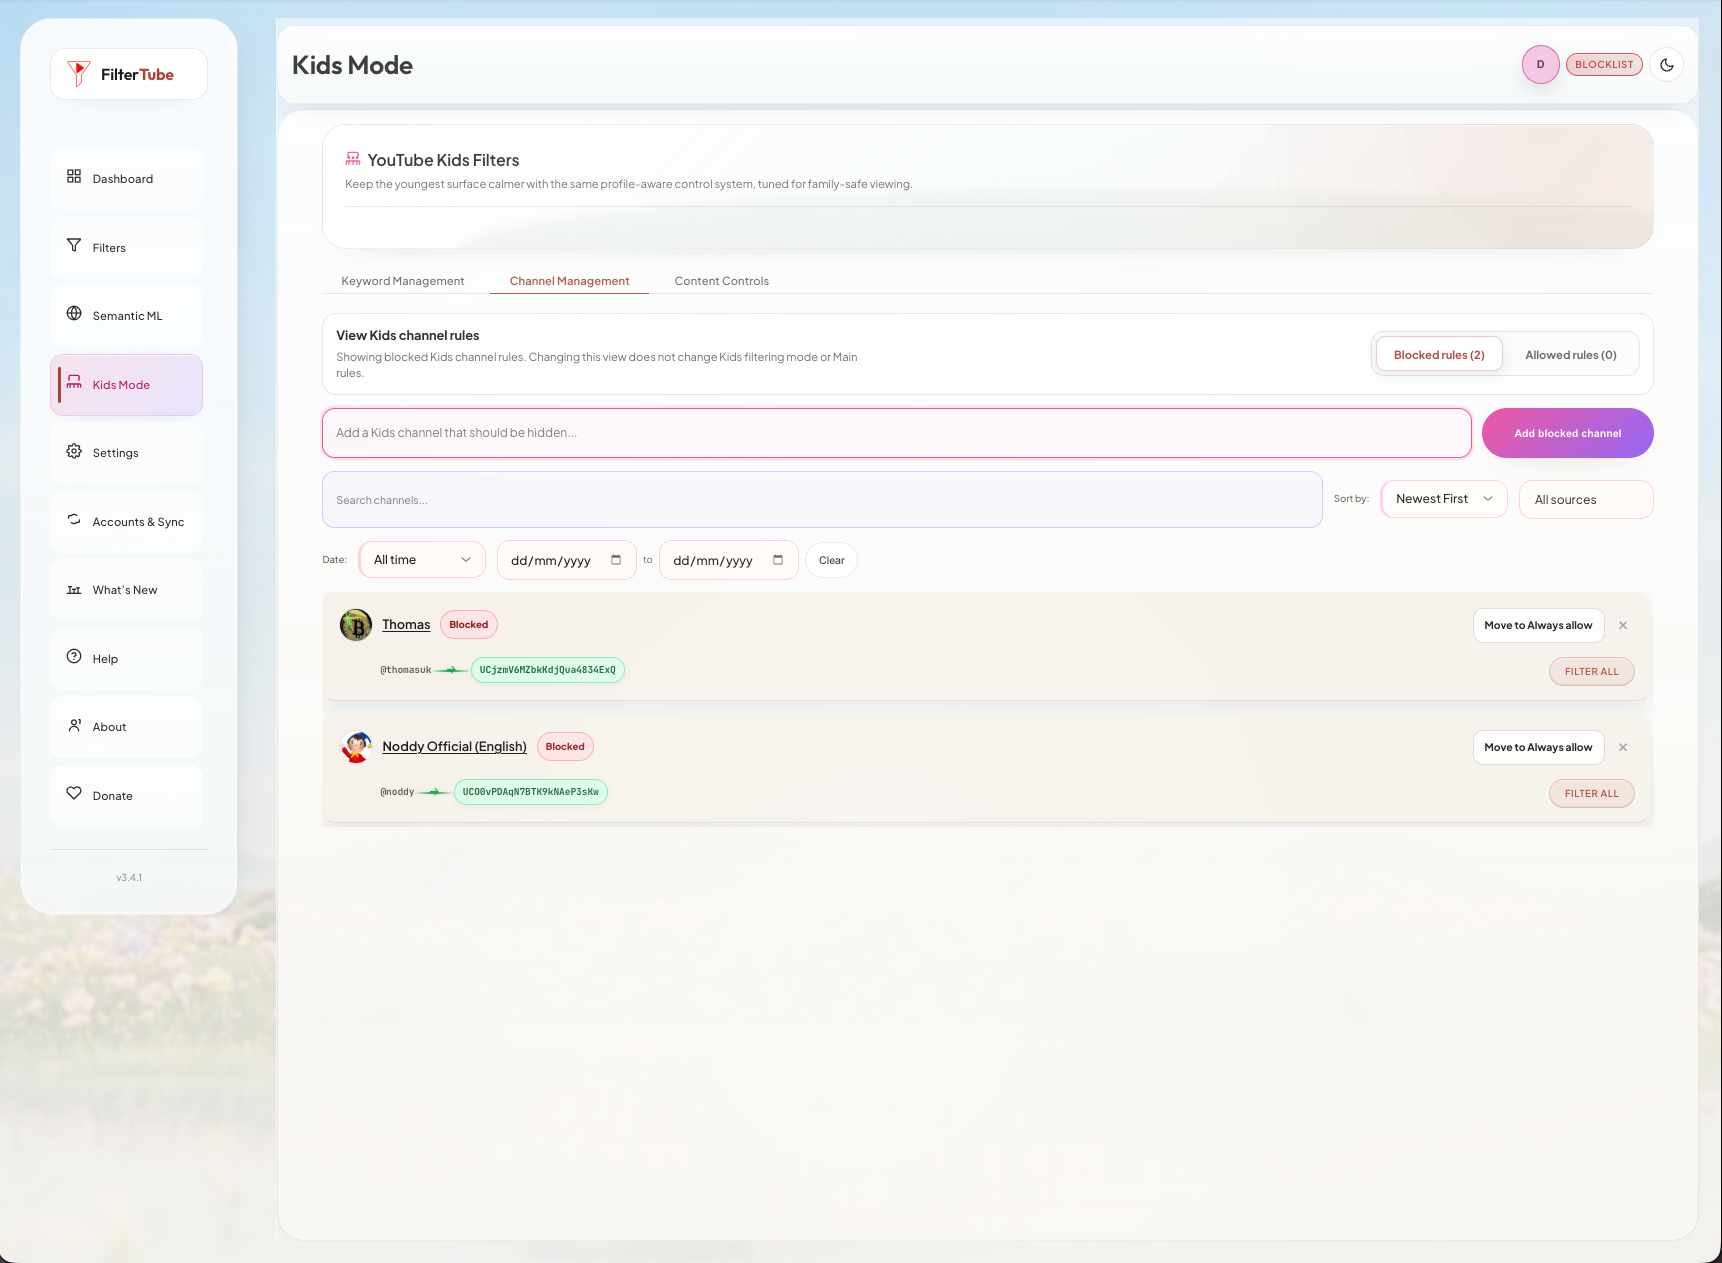 FilterTube
Dashboard
Filters
Semantic ML
Kids Mode
Settings
Accounts & Sync
What's New
Help
About
Donate
v3.4.1
Kids Mode
D
BLOCKLIST
YouTube Kids Filters
Keep the youngest surface calmer with the same profile-aware control system, tuned for family-safe viewing.
Keyword Management
Channel Management
Content Controls
View Kids channel rules
Showing blocked Kids channel rules. Changing this view does not change Kids filtering mode or Main
rules.
Blocked rules (2)
Allowed rules (0)
Add a Kids channel that should be hidden...
Add blocked channel
Search channels...
Sort by:
Newest First
All sources
Date:
All time
dd/mm/yyyy
to
dd/mm/yyyy
Clear
Thomas
Blocked
Move to Always allow
@thomasuk
UCjzmV6MZbkKdjQua4834ExQ
FILTER ALL
Noddy Official (English)
Blocked
Move to Always allow
@noddy
UCO0vPDAqN7BTK9kNAeP3sKw
FILTER ALL